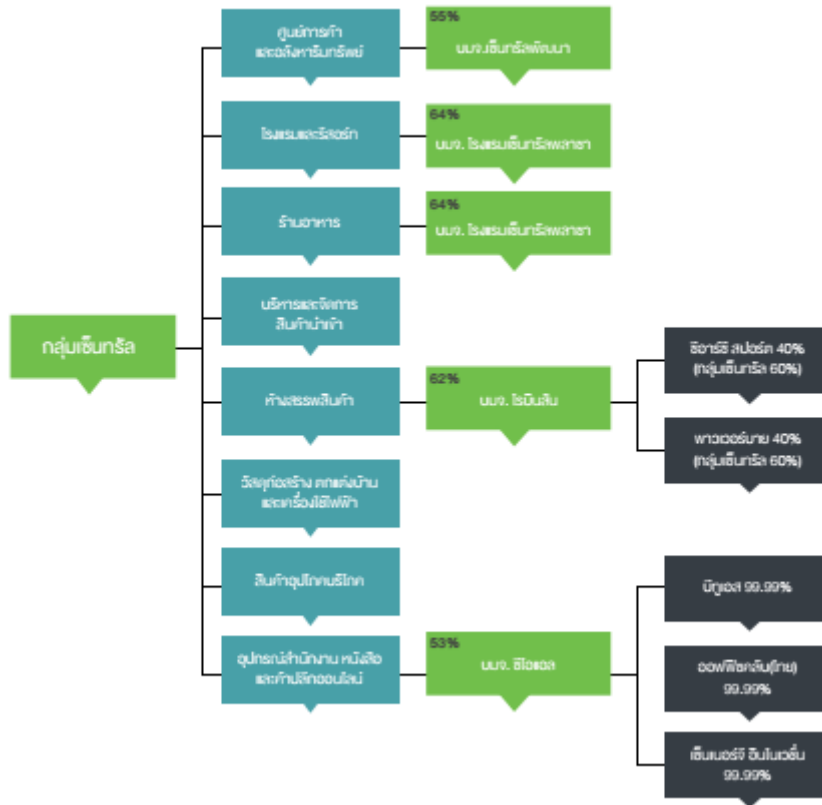 กลุ่มเซ็นทรัล
ศูนย์การค้า
และอสังหาริมทรัพย์
55%
บมจ.เซ็นทรัลพัฒนา
โรงแรมและรีสอร์ท
64%
บมจ. โรงแรมเซ็นทรัลพลาซา
ร้านอาหาร
64%
บมจ. โรงแรมเซ็นทรัลพลาซา
บริหารและจัดการ
สินค้านำเข้า
ห้างสรรพสินค้า
62%
บมจ. โรบินสัน
ซีอาร์ซี สปอร์ต 40%
(กลุ่มเซ็นทรัล 60%)
พาวเวอร์บาย 40%
(กลุ่มเซ็นทรัล 60%)
วัสดุก่อสร้าง ตกแต่งบ้าน
และเครื่องใช้ไฟฟ้า
สินค้าอุปโภคบริโภค
อุปกรณ์สำนักงาน หนังสือ
และค้าปลีกออนไลน์
53%
บมจ. ซีโอแอล
บีทูเอส 99.99%
ออฟฟิซคลับ(ไทย)
99.99%
เซ็นเนอร์จี อินโนเวชั่น
99.99%